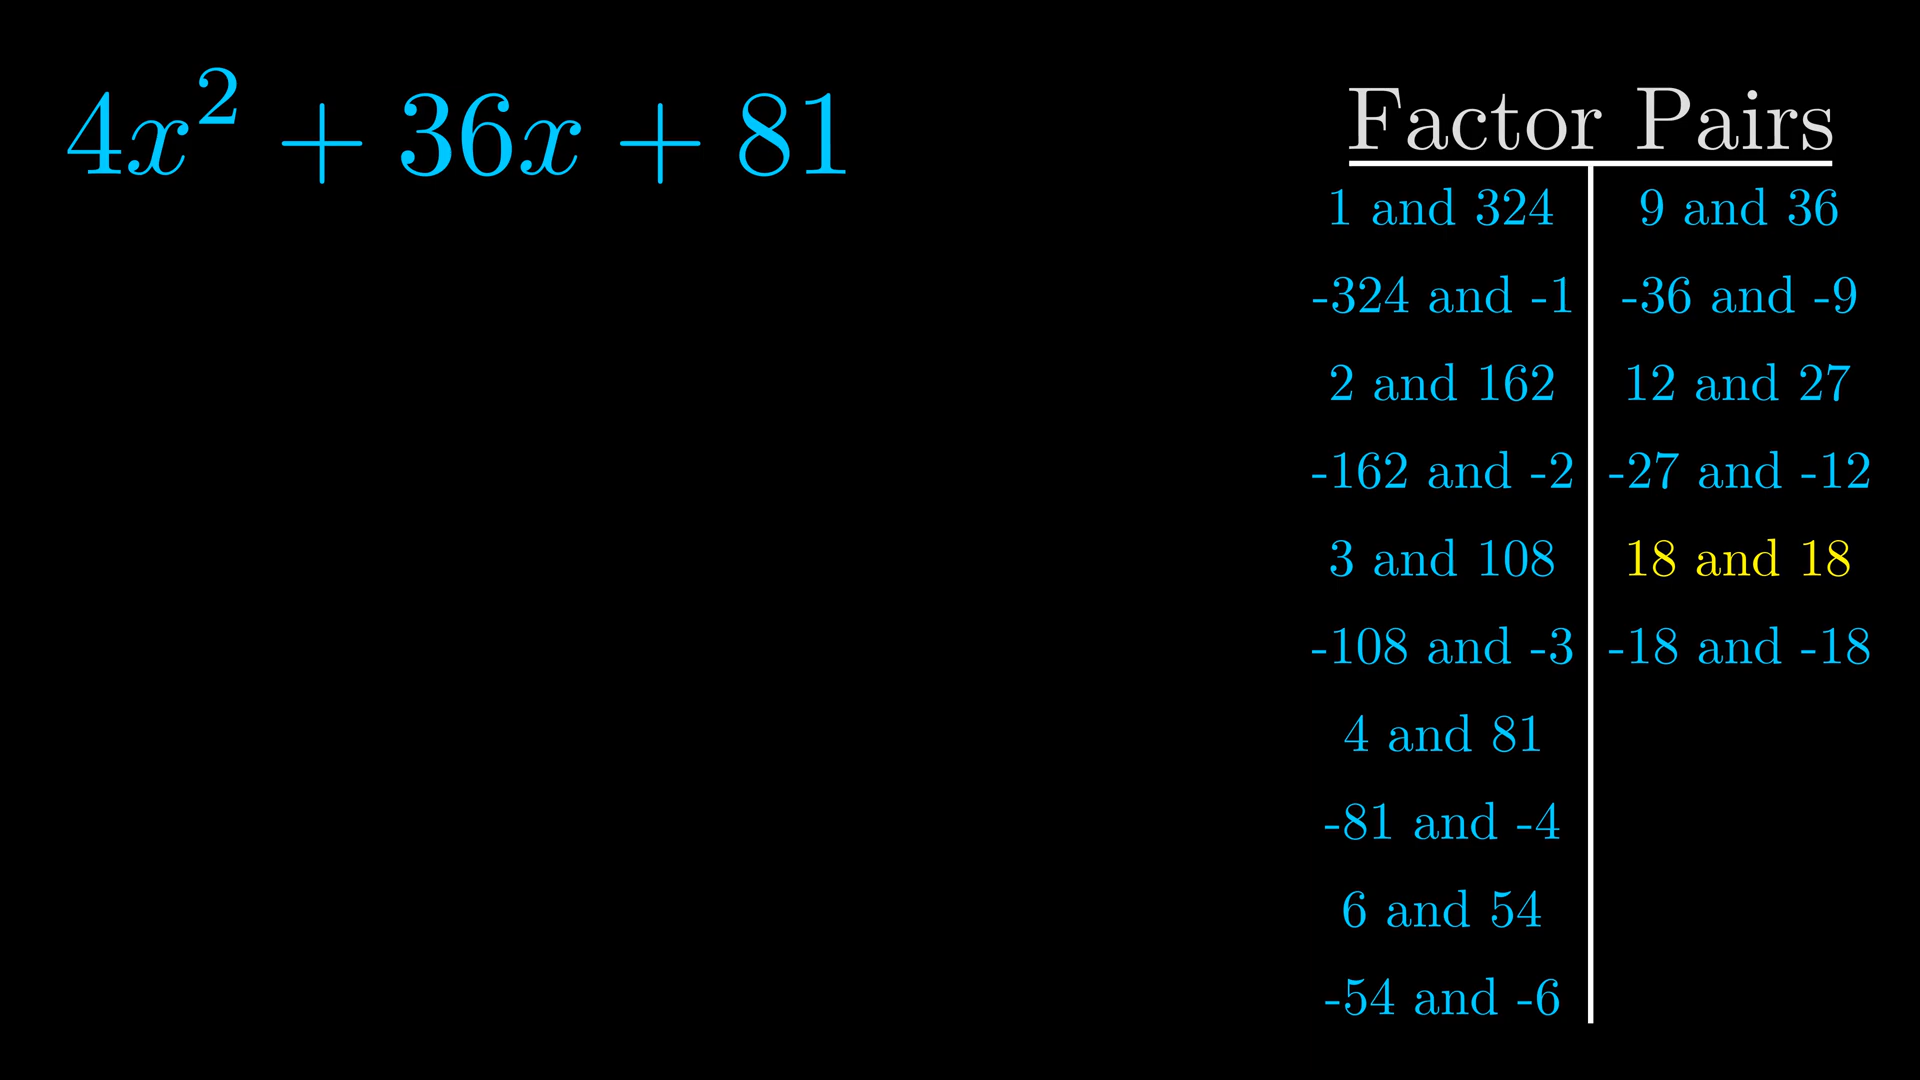 4x² + 36x + 81
Factor Pairs
1 and 324
-324 and -1
2 and 162
-162 and -2
3 and 108
-108 and -3
4 and 81
-81 and -4
6 and 54
-54 and -6
9 and 36
-36 and -9
12 and 27
-27 and -12
18 and 18
-18 and -18